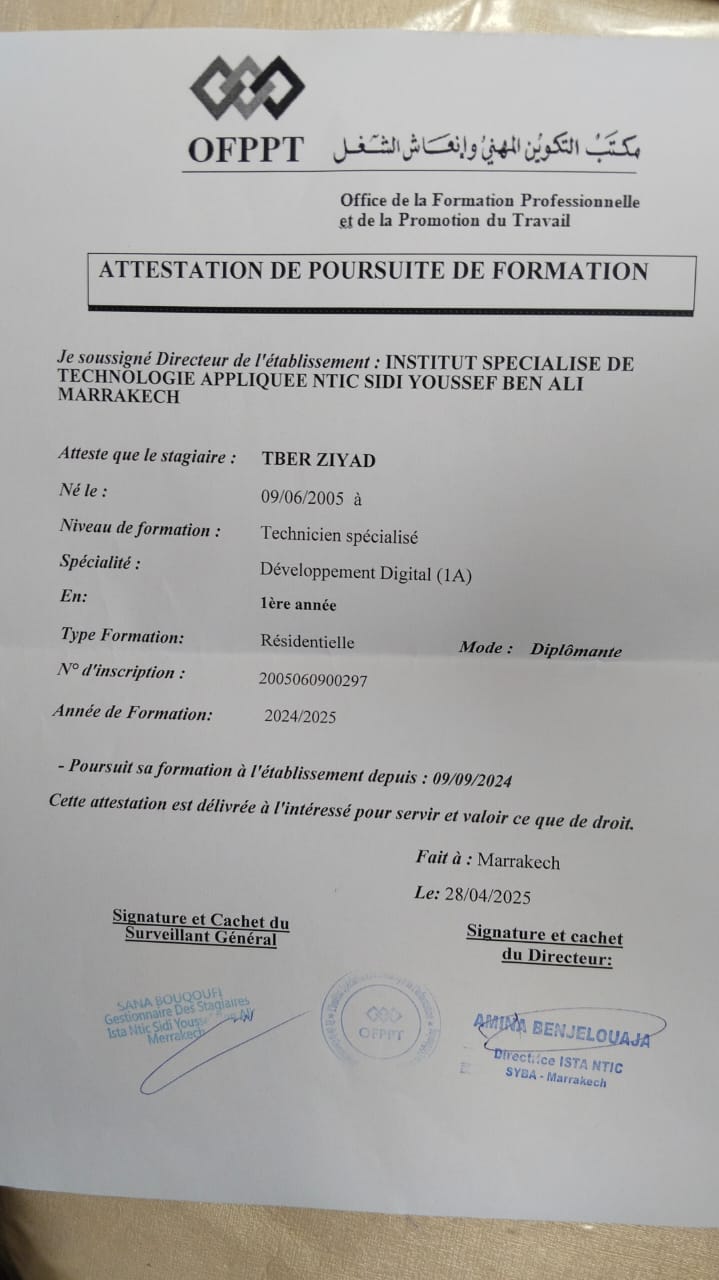 OFPPT
مكتب التكوين المهني وإنعاش الشغل
Office de la Formation Professionnelle
et de la Promotion du Travail
ATTESTATION DE POURSUITE DE FORMATION
Je soussigné Directeur de l'établissement : INSTITUT SPECIALISE DE
TECHNOLOGIE APPLIQUEE NTIC SIDI YOUSSEF BEN ALI
MARRAKECH
Atteste que le stagiaire : TBER ZIYAD
Né le : 09/06/2005 à
Niveau de formation : Technicien spécialisé
Spécialité : Développement Digital (1A)
En: 1ère année
Type Formation: Résidentielle Mode : Diplômante
N° d'inscription : 2005060900297
Année de Formation: 2024/2025
- Poursuit sa formation à l'établissement depuis : 09/09/2024
Cette attestation est délivrée à l'intéressé pour servir et valoir ce que de droit.
Fait à : Marrakech
Le: 28/04/2025
Signature et Cachet du
Surveillant Général
Signature et cachet
du Directeur:
SANA BOUQOUFI
Gestionnaire Des Stagiaires
Ista Ntic Sidi Ali
Merrakech
OFPPT
AMINA BENJELOUAJA
Directrice ISTA NTIC
SYBA - Marrakech